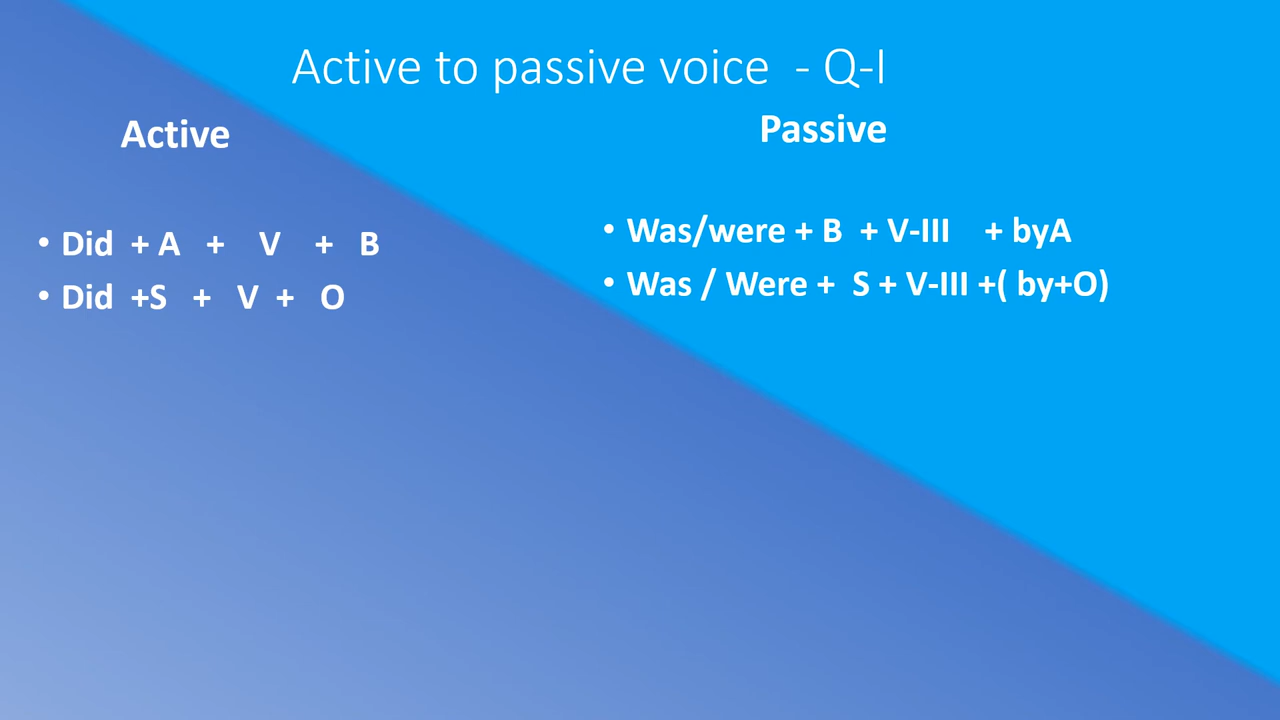 Active to passive voice - Q-I
Active
Passive
• Did + A + V + B
• Did +S + V + O
• Was/were + B + V-III + byA
• Was / Were + S + V-III +( by+O)